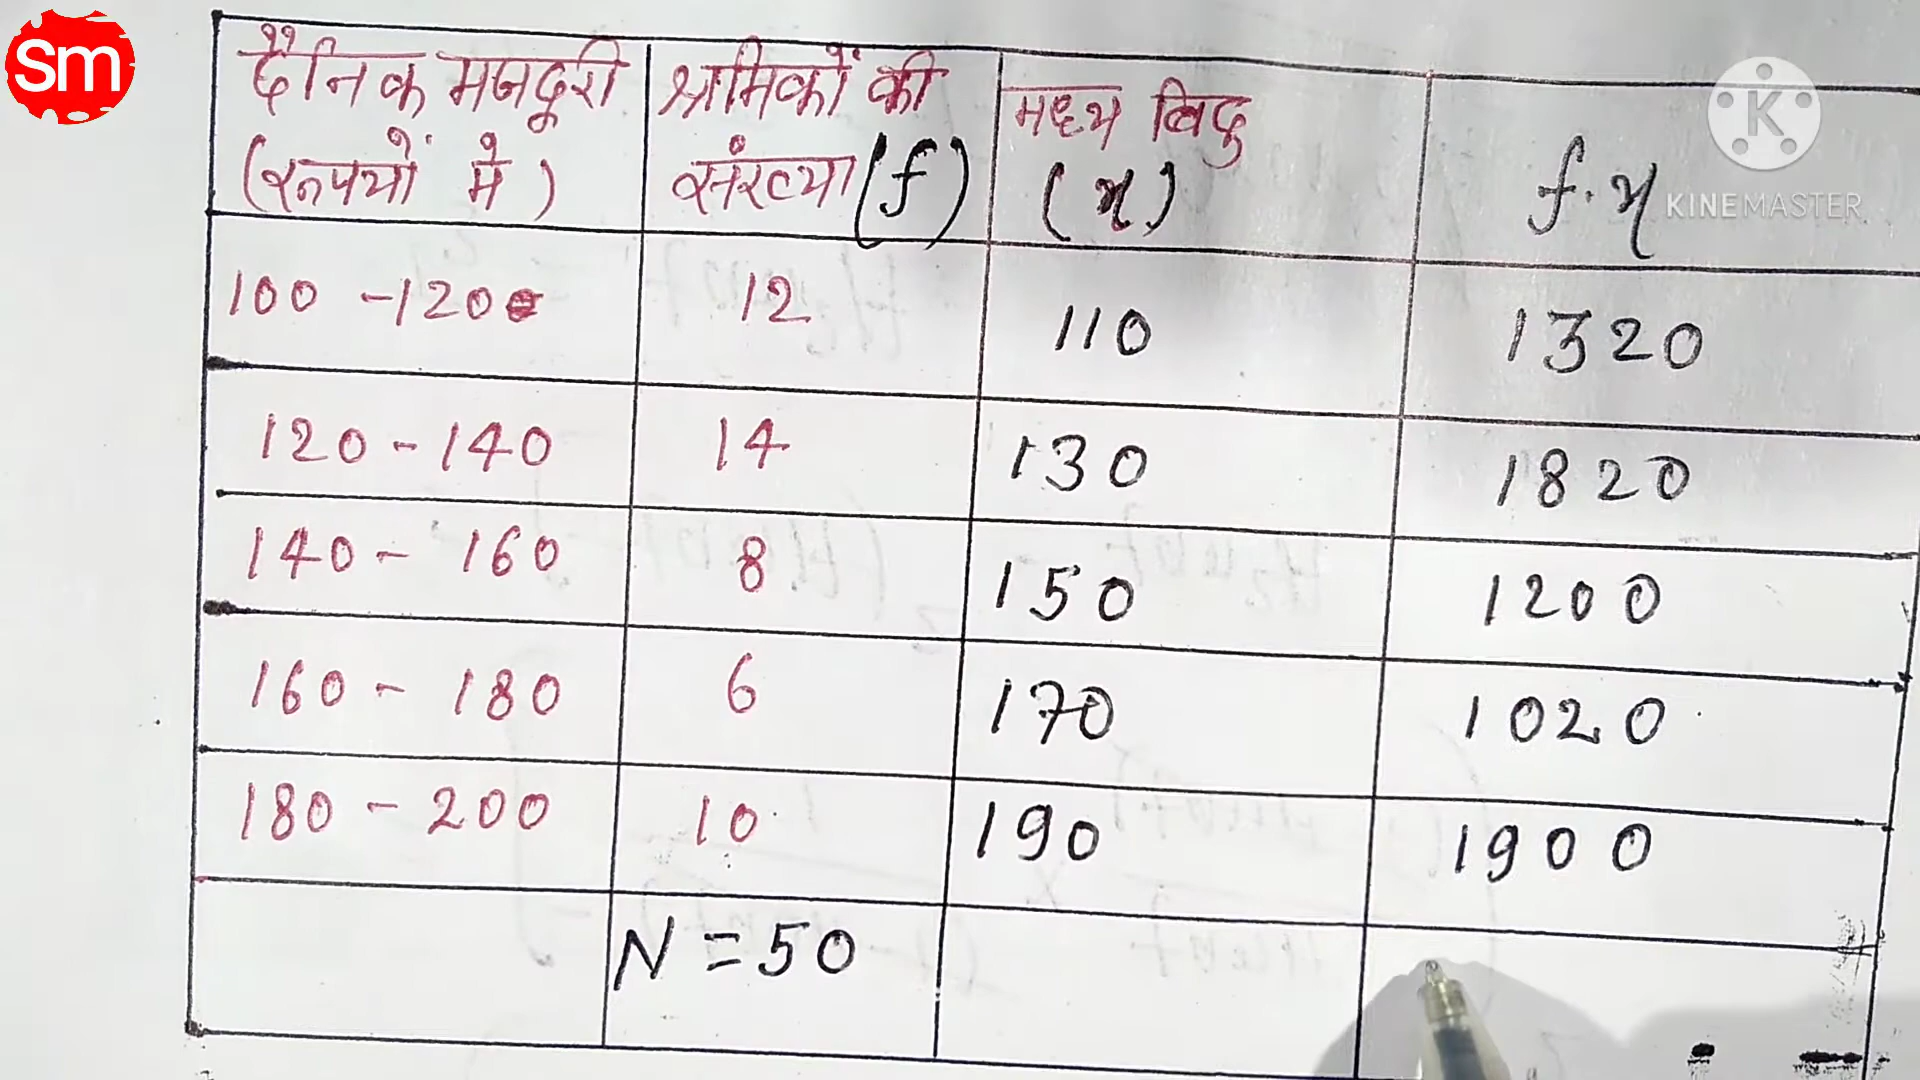 Sm
दैनिक मजदूरी
(रूपयों में)
श्रमिकों की
संख्या (f)
मध्य बिंदु
(x)
f.x
K
KINEMASTER
100 - 120 12 110 1320
120 - 140 14 130 1820
140 - 160 8 150 1200
160 - 180 6 170 1020
180 - 200 10 190 1900
N = 50